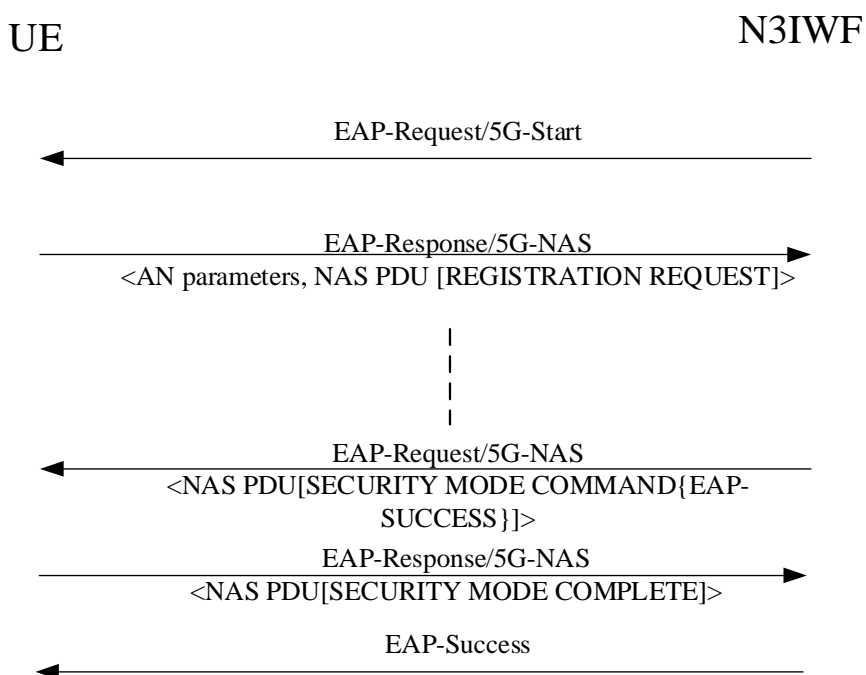 UE
N3IWF
EAP-Request/5G-Start
EAP-Response/5G-NAS
<AN parameters, NAS PDU [REGISTRATION REQUEST]>
EAP-Request/5G-NAS
<NAS PDU[SECURITY MODE COMMAND{EAP-
SUCCESS}]>
EAP-Response/5G-NAS
<NAS PDU[SECURITY MODE COMPLETE]>
EAP-Success